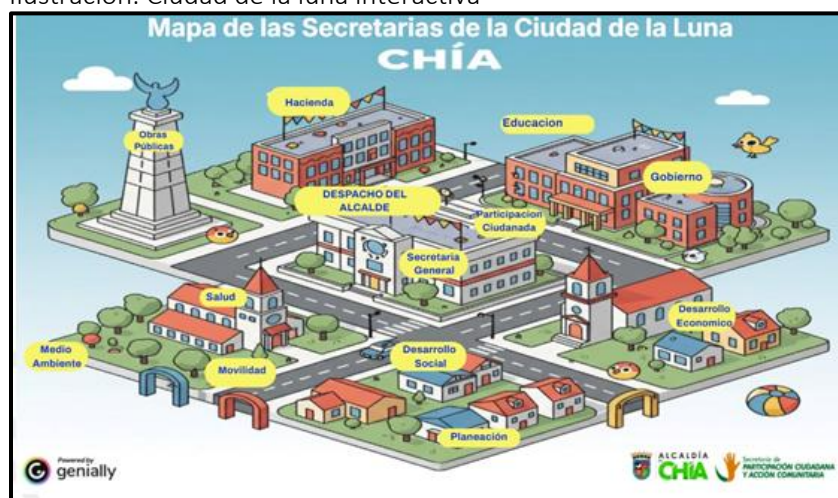 Ilustración: Ciudad de la luna interactiva
Mapa de las Secretarias de la Ciudad de la Luna
CHÍA
Hacienda
Obras
Públicas
Educacion
DESPACHO DEL
ALCALDE
Gobierno
Participacion
Ciudanada
Secretaria
General
Salud
Desarrollo
Economico
Medio
Ambiente
Movilidad
Desarrollo
Social
Planeación
Powered by
genially
ALCALDÍA
CHÍA
Secretaría de
PARTICIPACIÓN CIUDADANA
Y ACCIÓN COMUNITARIA